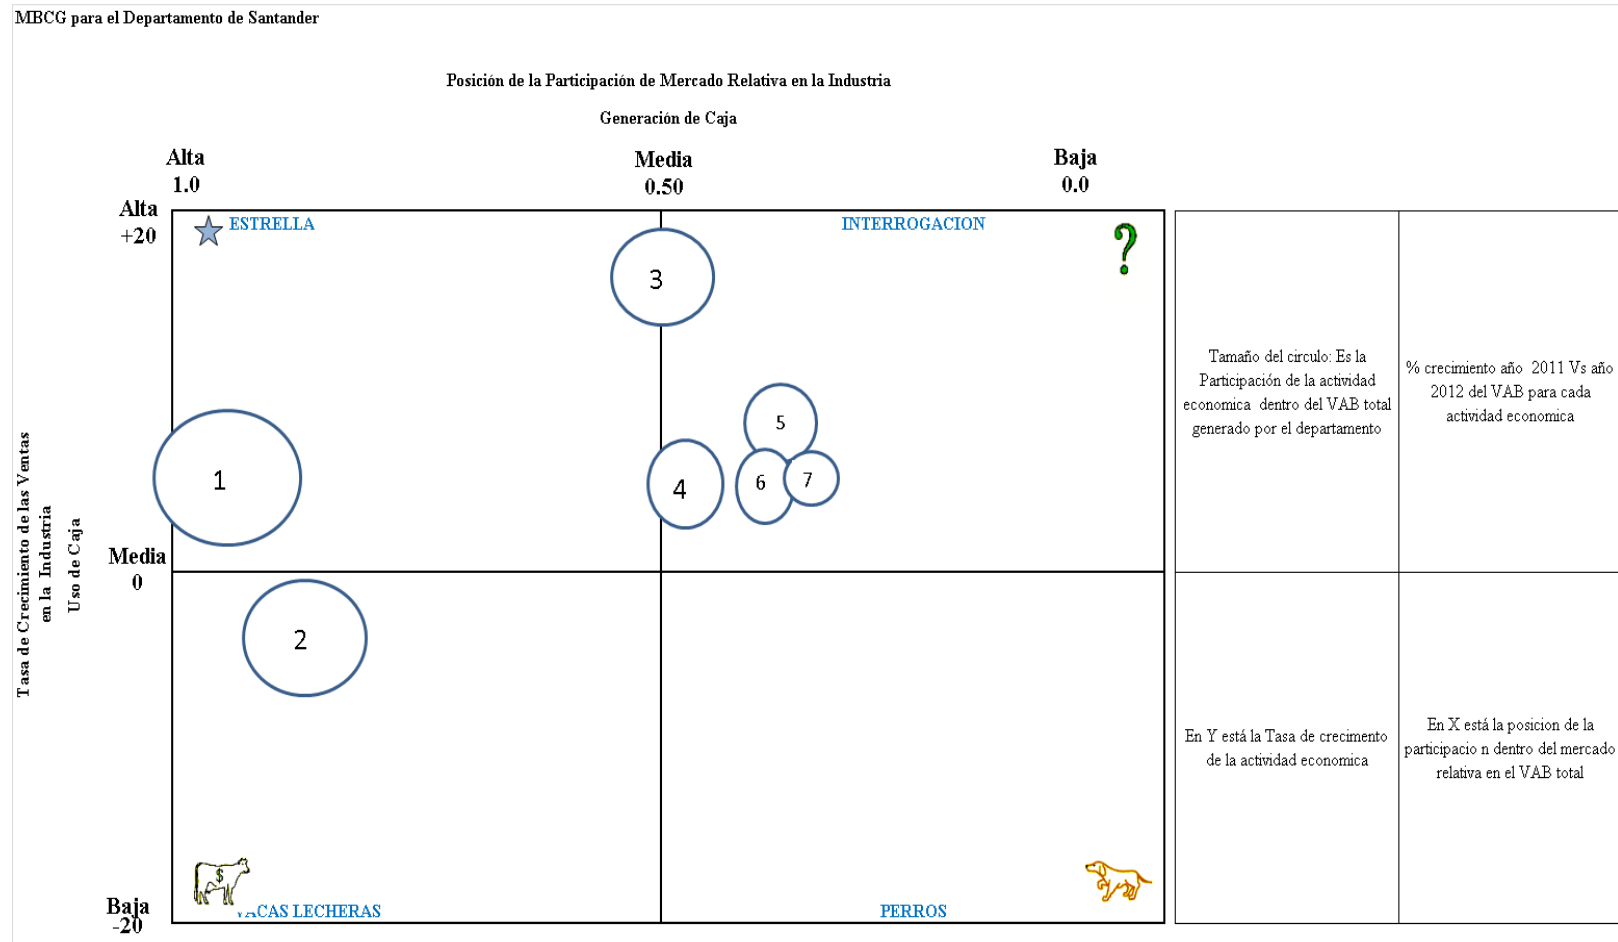 MBCG para el Departamento de Santander
Posición de la Participación de Mercado Relativa en la Industria
Generación de Caja
Alta
1.0
Media
0.50
Baja
0.0
Alta
+20
ESTRELLA
INTERROGACION
?
3
5
1
4
6
7
Media
0
2
Baja
-20
$
VACAS LECHERAS
PERROS
Tasa de Crecimiento de las Ventas
en la Industria
Uso de Caja
Tamaño del circulo: Es la
Participación de la actividad
economica dentro del VAB total
generado por el departamento
% crecimiento año 2011 Vs año
2012 del VAB para cada
actividad economica
En Y está la Tasa de crecimento
de la actividad economica
En X está la posicion de la
participacio n dentro del mercado
relativa en el VAB total